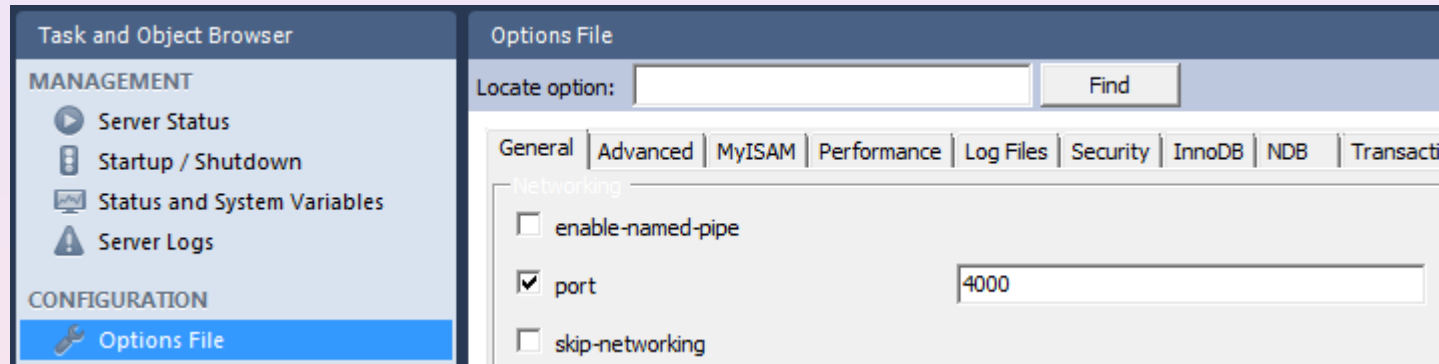 Task and Object Browser
MANAGEMENT
Server Status
Startup / Shutdown
Status and System Variables
Server Logs
CONFIGURATION
Options File
Options File
Locate option: Find
General Advanced MyISAM Performance Log Files Security InnoDB NDB Transacti
Networking
enable-named-pipe
port 4000
skip-networking